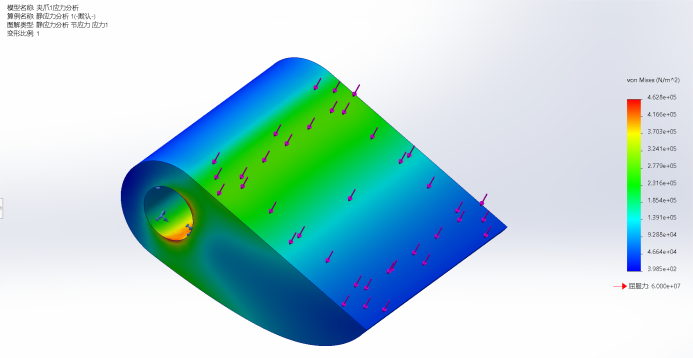 模型名称: 夹爪1应力分析
算例名称: 静应力分析 1(-默认-)
图解类型: 静应力分析 节应力 应力1
变形比例: 1
von Mises (N/m^2)
4.628e+05
4.166e+05
3.703e+05
3.241e+05
2.779e+05
2.316e+05
1.854e+05
1.391e+05
9.288e+04
4.664e+04
3.985e+02
屈服力: 6.000e+07